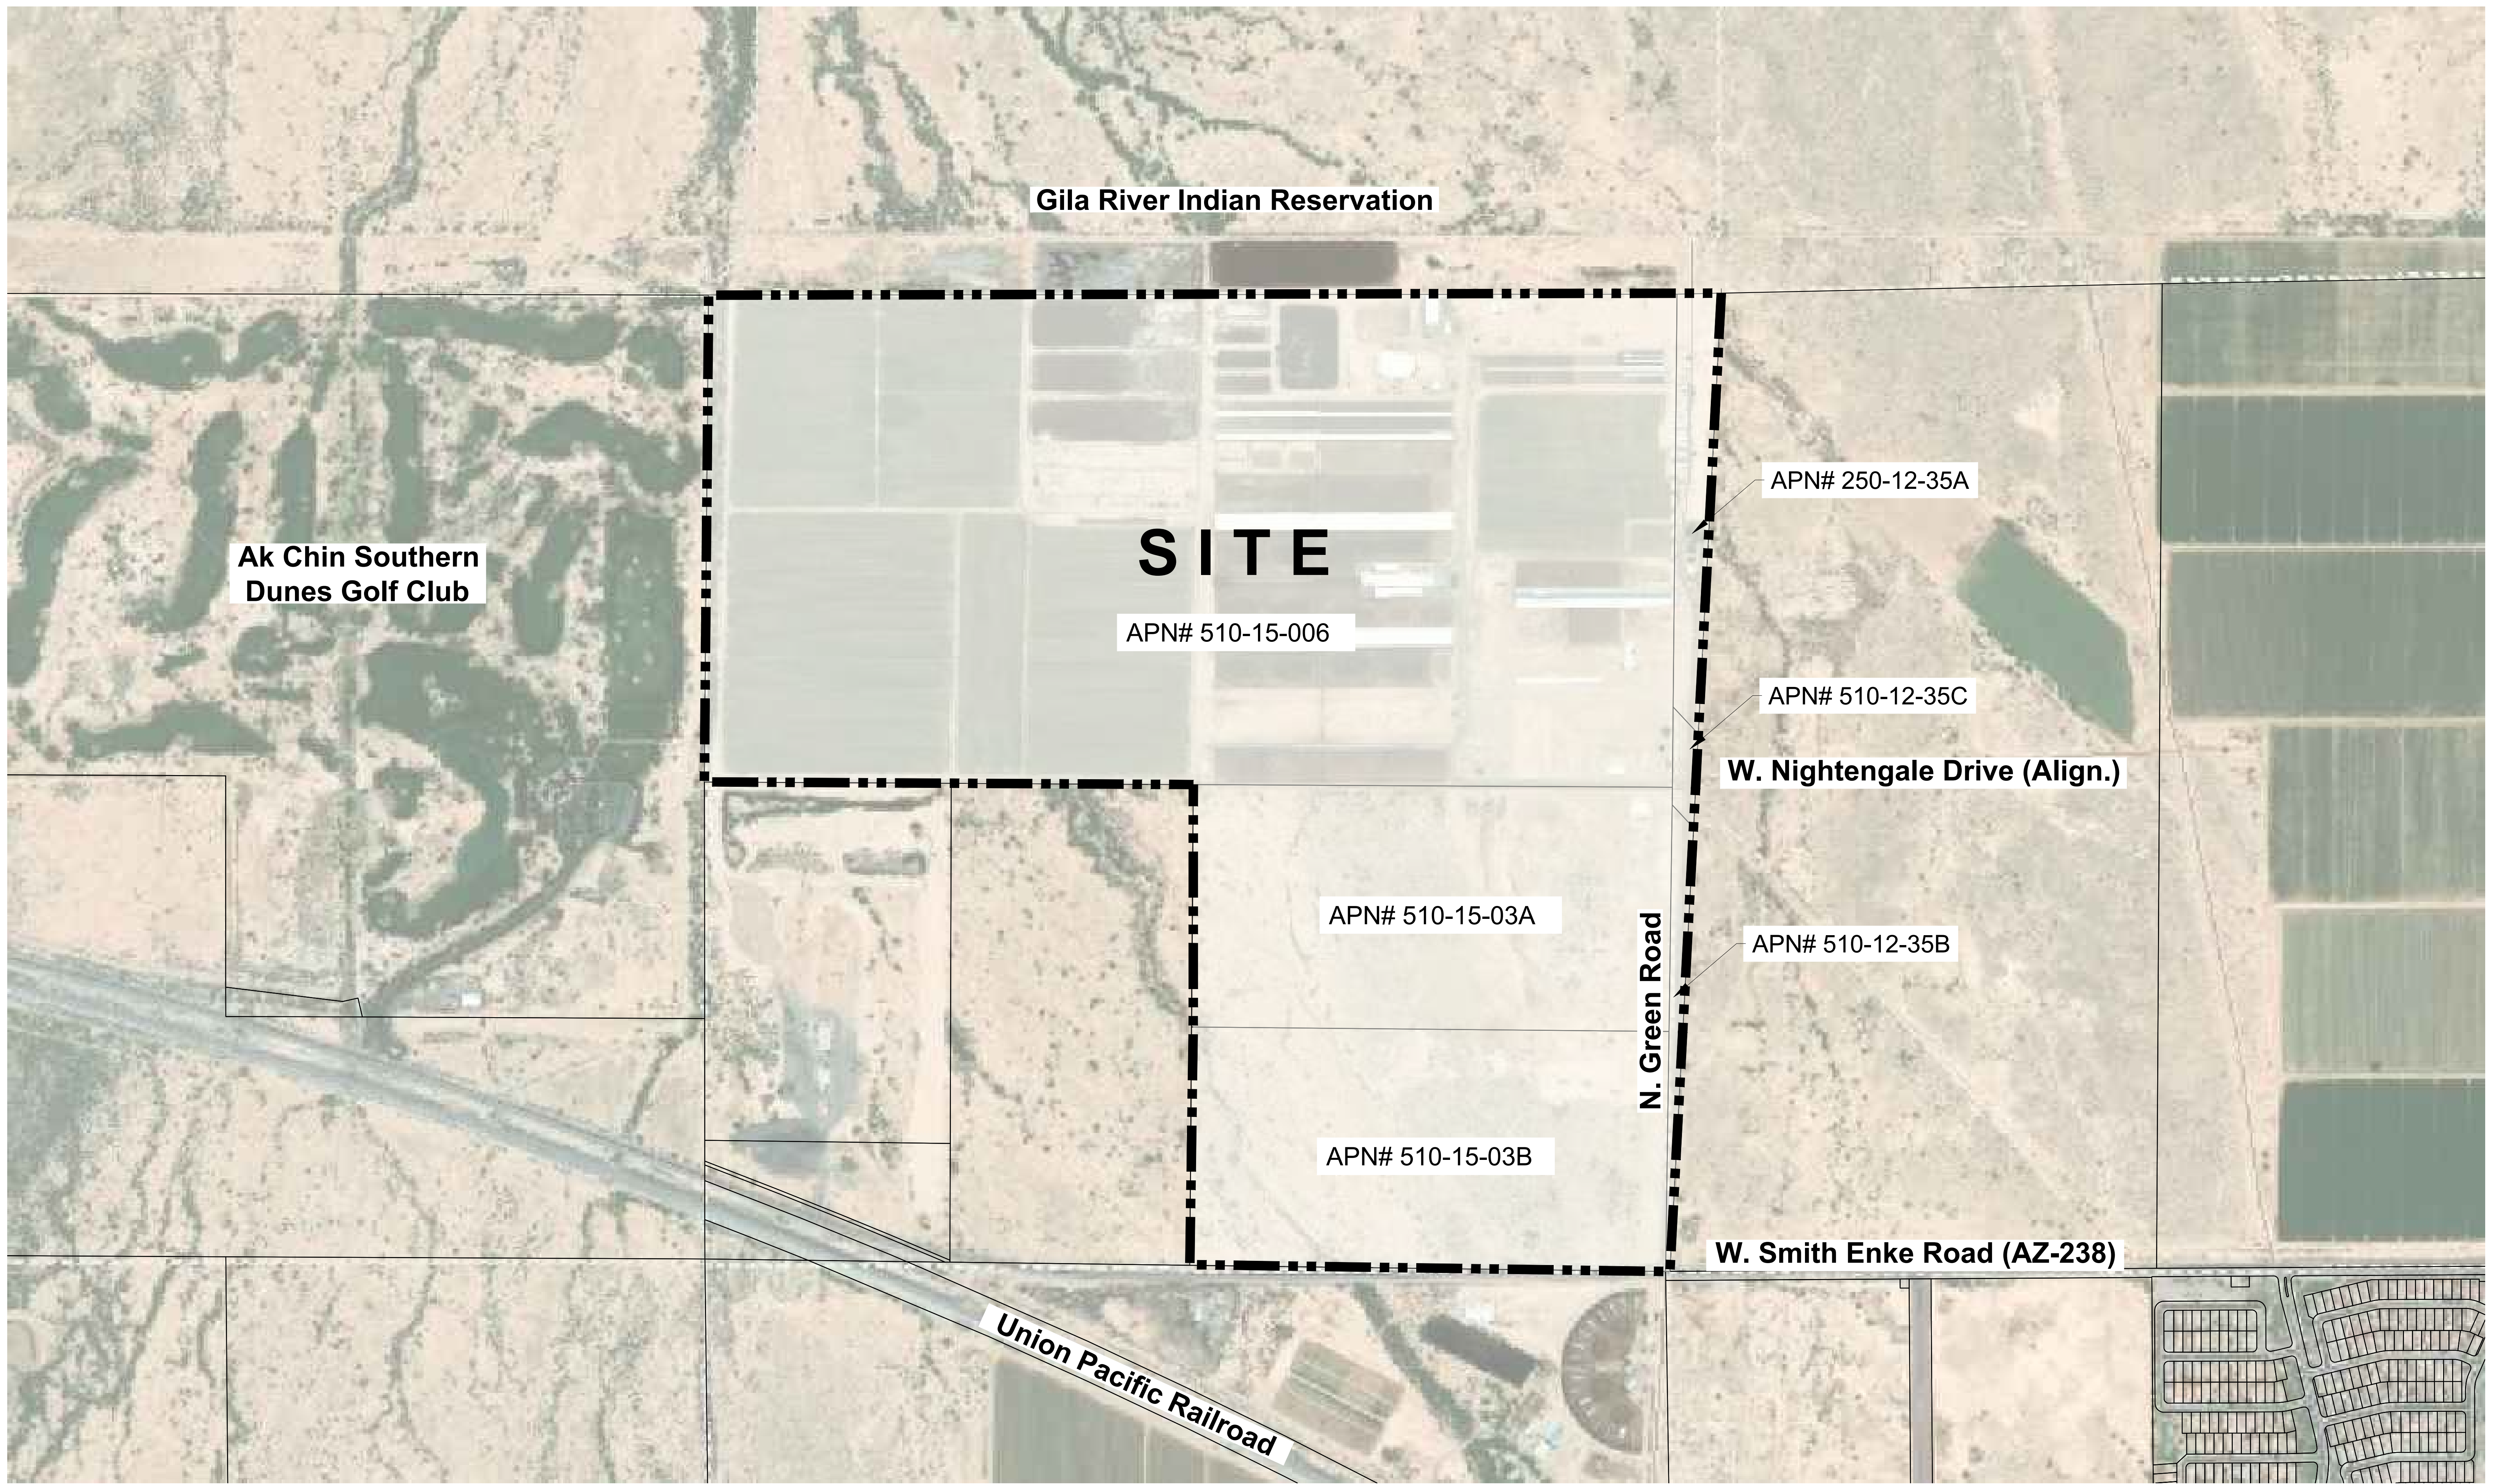 Gila River Indian Reservation
APN# 250-12-35A
SITE
Ak Chin Southern
Dunes Golf Club
APN# 510-15-006
APN# 510-12-35C
W. Nightengale Drive (Align.)
APN# 510-15-03A
N. Green Road
APN# 510-12-35B
APN# 510-15-03B
W. Smith Enke Road (AZ-238)
Union Pacific Railroad